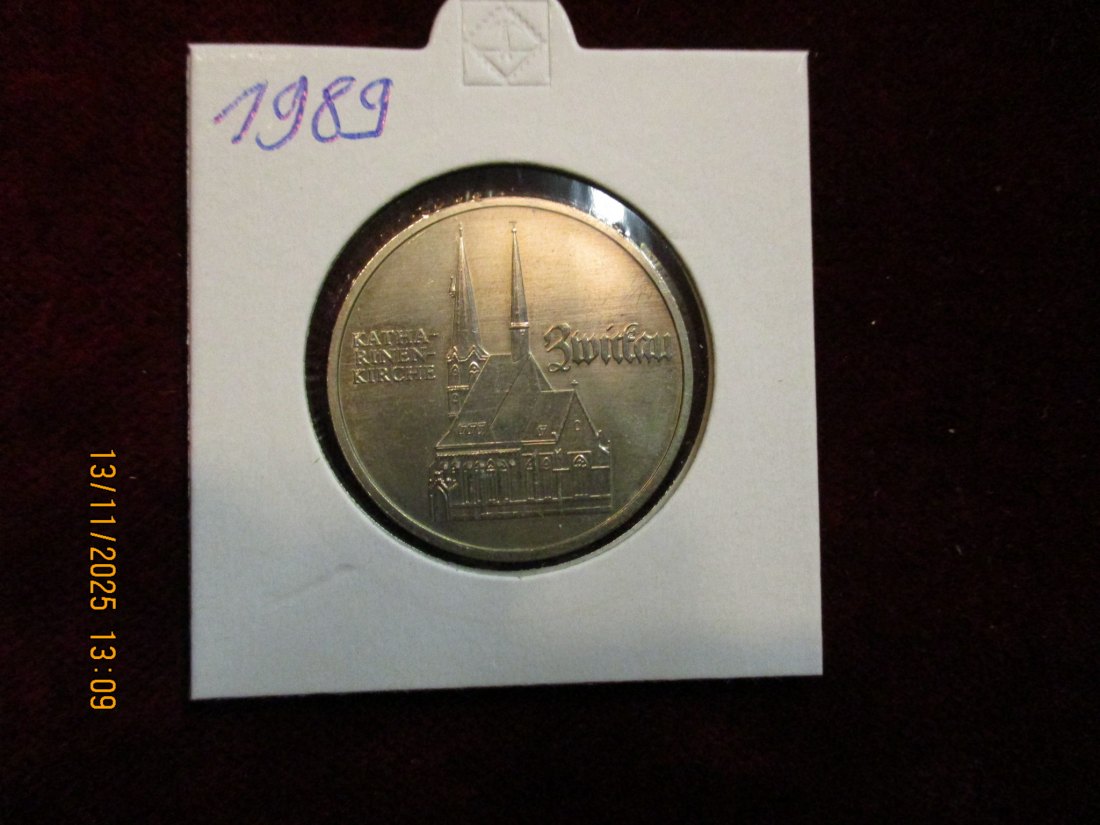 1989
KATHA-
RINEN-
KIRCHE
Zwickau
13/11/2025 13:09